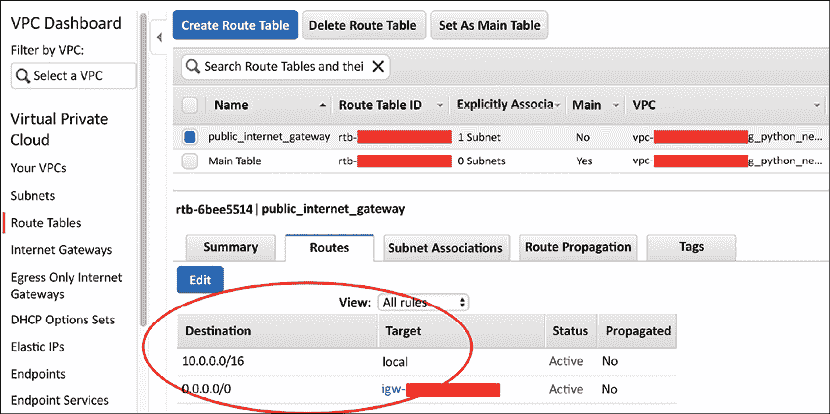 VPC Dashboard
Filter by VPC:
Select a VPC
Virtual Private
Cloud
Your VPCs
Subnets
Route Tables
Internet Gateways
Egress Only Internet
Gateways
DHCP Options Sets
Elastic IPs
Endpoints
Endpoint Services
Create Route Table Delete Route Table Set As Main Table
Search Route Tables and thei
Name Route Table ID Explicitly Associa Main VPC
public_internet_gateway rtb- 1 Subnet No vpc- g_python_ne...
Main Table rtb- 0 Subnets Yes vpc- g_python_ne...
rtb-6bee5514 | public_internet_gateway
Summary Routes Subnet Associations Route Propagation Tags
Edit
View: All rules
Destination Target Status Propagated
10.0.0.0/16 local Active No
0.0.0.0/0 igw- Active No